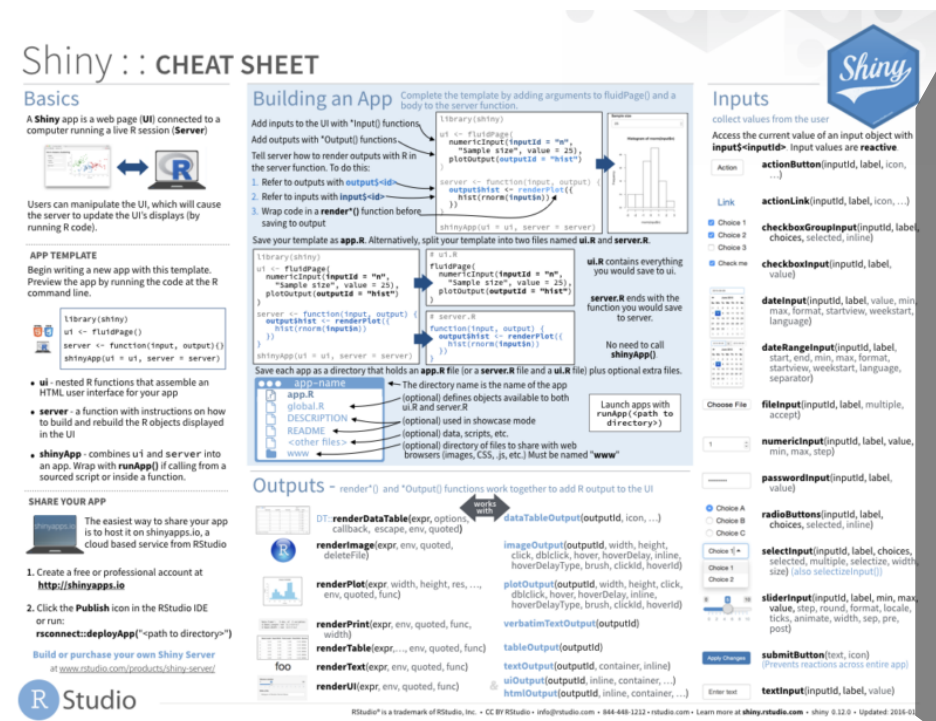 Shiny : : CHEAT SHEET
Shiny
Basics
A Shiny app is a web page (UI) connected to a
computer running a live R session (Server)
Users can manipulate the UI, which will cause
the server to update the UI's displays (by
running R code).
APP TEMPLATE
Begin writing a new app with this template.
Preview the app by running the code at the R
command line.
library(shiny)
ui <- fluidPage()
server <- function(input, output){}
shinyApp(ui = ui, server = server)
• ui - nested R functions that assemble an
HTML user interface for your app
• server - a function with instructions on how
to build and rebuild the R objects displayed
in the UI
• shinyApp - combines ui and server into
an app. Wrap with runApp() if calling from a
sourced script or inside a function.
SHARE YOUR APP
shinyapps.io
The easiest way to share your app
is to host it on shinyapps.io, a
cloud based service from RStudio
1. Create a free or professional account at
http://shinyapps.io
2. Click the Publish icon in the RStudio IDE
or run:
rsconnect::deployApp("<path to directory>")
Build or purchase your own Shiny Server
at www.rstudio.com/products/shiny-server/
R Studio
Building an App
Complete the template by adding arguments to fluidPage() and a
body to the server function.
Add inputs to the UI with *Input() functions
Add outputs with *Output() functions
Tell server how to render outputs with R in
the server function. To do this:
1. Refer to outputs with output$<id>
2. Refer to inputs with input$<id>
3. Wrap code in a render*() function before
saving to output
library(shiny)
ui <- fluidPage(
numericInput(inputId = "n",
"Sample size", value = 25),
plotOutput(outputId = "hist")
)
server <- function(input, output) {
output$hist <- renderPlot({
hist(rnorm(input$n))
})
}
shinyApp(ui = ui, server = server)
Save your template as app.R. Alternatively, split your template into two files named ui.R and server.R.
library(shiny)
ui <- fluidPage(
numericInput(inputId = "n",
"Sample size", value = 25),
plotOutput(outputId = "hist")
)
server <- function(input, output) {
output$hist <- renderPlot({
hist(rnorm(input$n))
})
}
shinyApp(ui = ui, server = server)
# ui.R
fluidPage(
numericInput(inputId = "n",
"Sample size", value = 25),
plotOutput(outputId = "hist")
)
# server.R
function(input, output) {
output$hist <- renderPlot({
hist(rnorm(input$n))
})
}
ui.R contains everything
you would save to ui.
server.R ends with the
function you would save
to server.
No need to call
shinyApp().
Save each app as a directory that holds an app.R file (or a server.R file and a ui.R file) plus optional extra files.
app-name
app.R
global.R
DESCRIPTION
README
<other files>
www
The directory name is the name of the app
(optional) defines objects available to both
ui.R and server.R
(optional) used in showcase mode
(optional) data, scripts, etc.
(optional) directory of files to share with web
browsers (images, CSS, .js, etc.) Must be named "www"
Launch apps with
runApp(<path to
directory>)
Outputs - render*() and *Output() functions work together to add R output to the UI
works
with
DT::renderDataTable(expr, options,
callback, escape, env, quoted)
dataTableOutput(outputId, icon, …)
renderImage(expr, env, quoted,
deleteFile)
imageOutput(outputId, width, height,
click, dblclick, hover, hoverDelay, inline,
hoverDelayType, brush, clickId, hoverId)
renderPlot(expr, width, height, res, …,
env, quoted, func)
plotOutput(outputId, width, height, click,
dblclick, hover, hoverDelay, inline,
hoverDelayType, brush, clickId, hoverId)
renderPrint(expr, env, quoted, func,
width)
verbatimTextOutput(outputId)
renderTable(expr,…, env, quoted, func)
tableOutput(outputId)
foo
renderText(expr, env, quoted, func)
textOutput(outputId, container, inline)
renderUI(expr, env, quoted, func)
uiOutput(outputId, inline, container, …)
& htmlOutput(outputId, inline, container, …)
Inputs
collect values from the user
Access the current value of an input object with
input$<inputId>. Input values are reactive.
Action
actionButton(inputId, label, icon,
…)
Link
actionLink(inputId, label, icon, …)
Choice 1
Choice 2
Choice 3
checkboxGroupInput(inputId, label,
choices, selected, inline)
Check me
checkboxInput(inputId, label,
value)
dateInput(inputId, label, value, min,
max, format, startview, weekstart,
language)
dateRangeInput(inputId, label,
start, end, min, max, format,
startview, weekstart, language,
separator)
Choose File
fileInput(inputId, label, multiple,
accept)
1
numericInput(inputId, label, value,
min, max, step)
passwordInput(inputId, label,
value)
Choice A
Choice B
Choice C
radioButtons(inputId, label,
choices, selected, inline)
Choice 1
Choice 1
Choice 2
selectInput(inputId, label, choices,
selected, multiple, selectize, width,
size) (also selectizeInput())
sliderInput(inputId, label, min, max,
value, step, round, format, locale,
ticks, animate, width, sep, pre,
post)
Apply Changes
submitButton(text, icon)
(Prevents reactions across entire app)
Enter text
textInput(inputId, label, value)
RStudio® is a trademark of RStudio, Inc. • CC BY RStudio • info@rstudio.com • 844-448-1212 • rstudio.com • Learn more at shiny.rstudio.com • shiny 0.12.0 • Updated: 2016-01